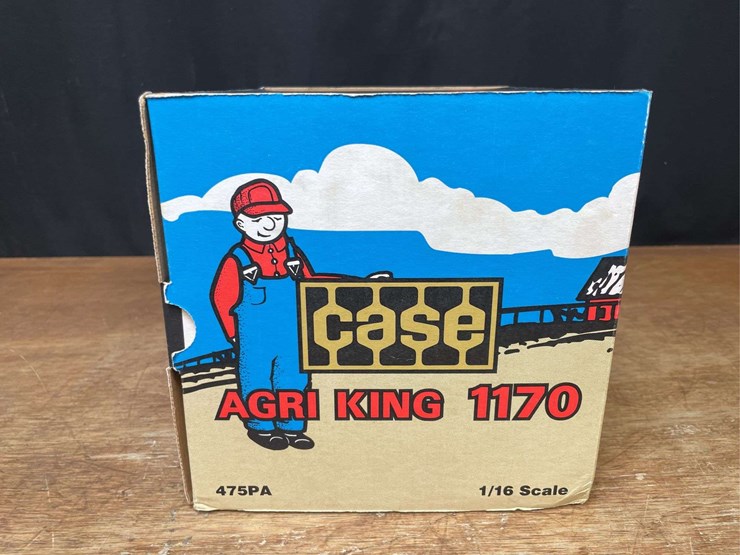 case
AGRI KING 1170
475PA 1/16 Scale